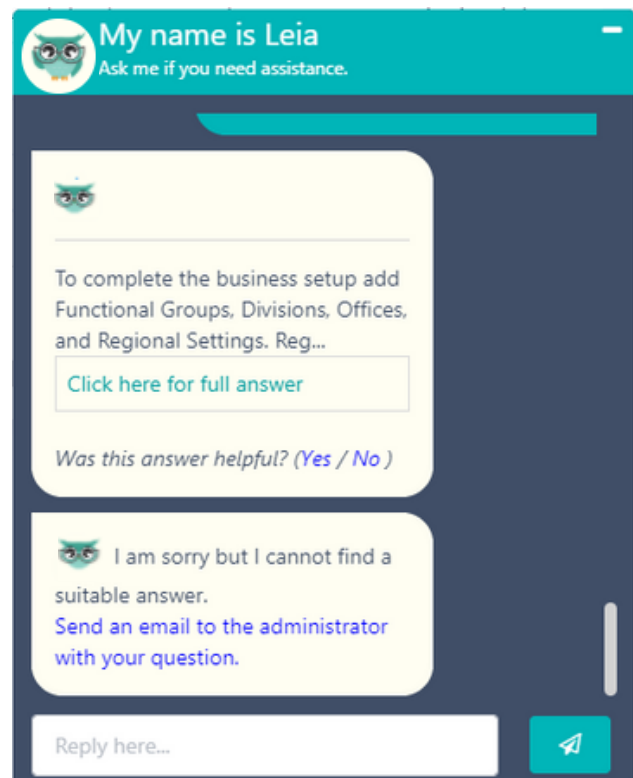 My name is Leia
Ask me if you need assistance.
To complete the business setup add
Functional Groups, Divisions, Offices,
and Regional Settings. Reg...
Click here for full answer
Was this answer helpful? (Yes / No )
I am sorry but I cannot find a
suitable answer.
Send an email to the administrator
with your question.
Reply here...